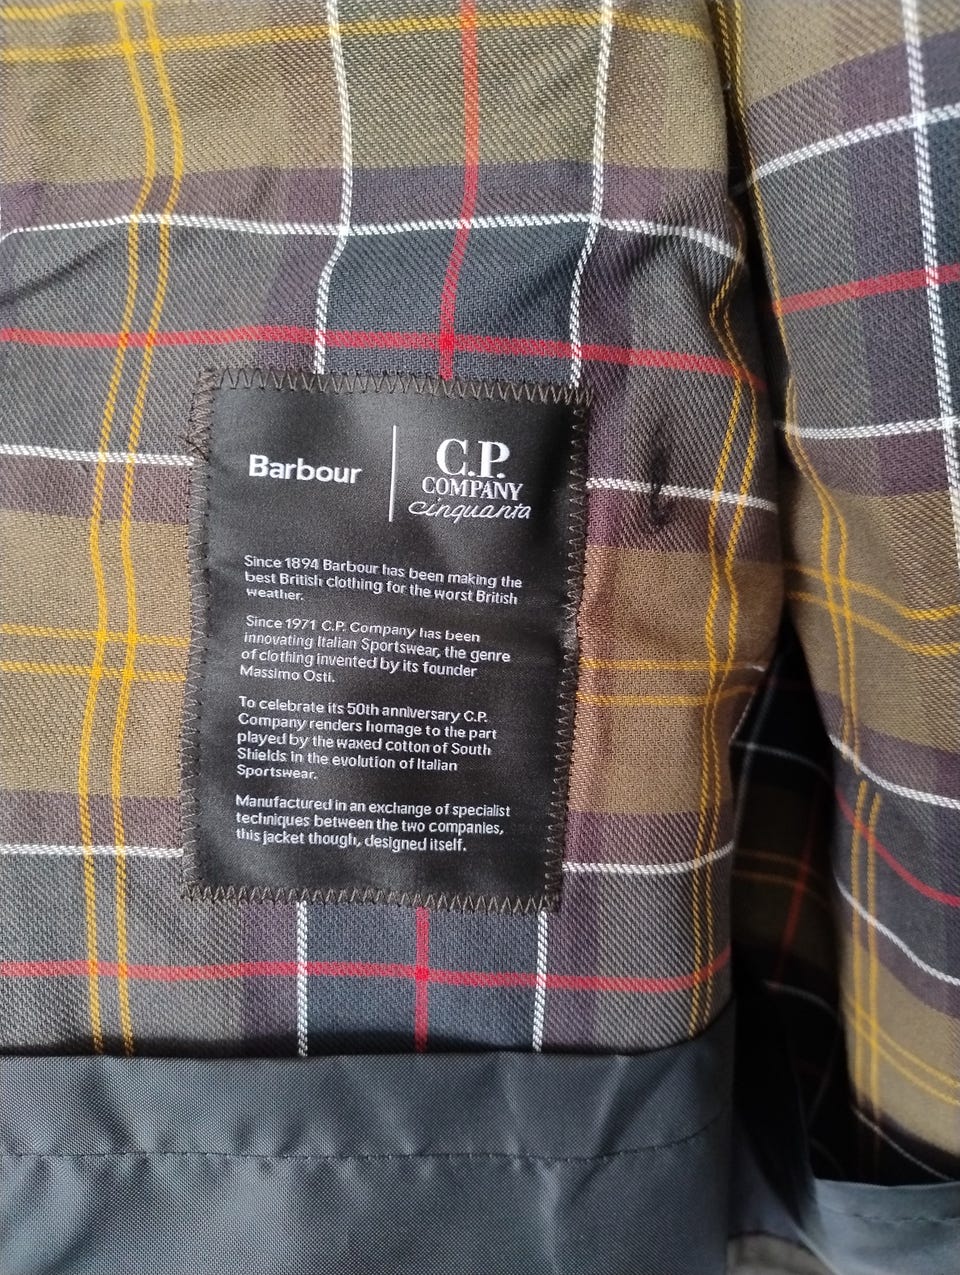 Barbour
C.P.
COMPANY
cinquanta
Since 1894 Barbour has been making the
best British clothing for the worst British
weather.
Since 1971 C.P. Company has been
innovating Italian Sportswear, the genre
of clothing invented by its founder
Massimo Osti.
To celebrate its 50th anniversary C.P.
Company renders homage to the part
played by the waxed cotton of South
Shields in the evolution of Italian
Sportswear.
Manufactured in an exchange of specialist
techniques between the two companies,
this jacket though, designed itself.